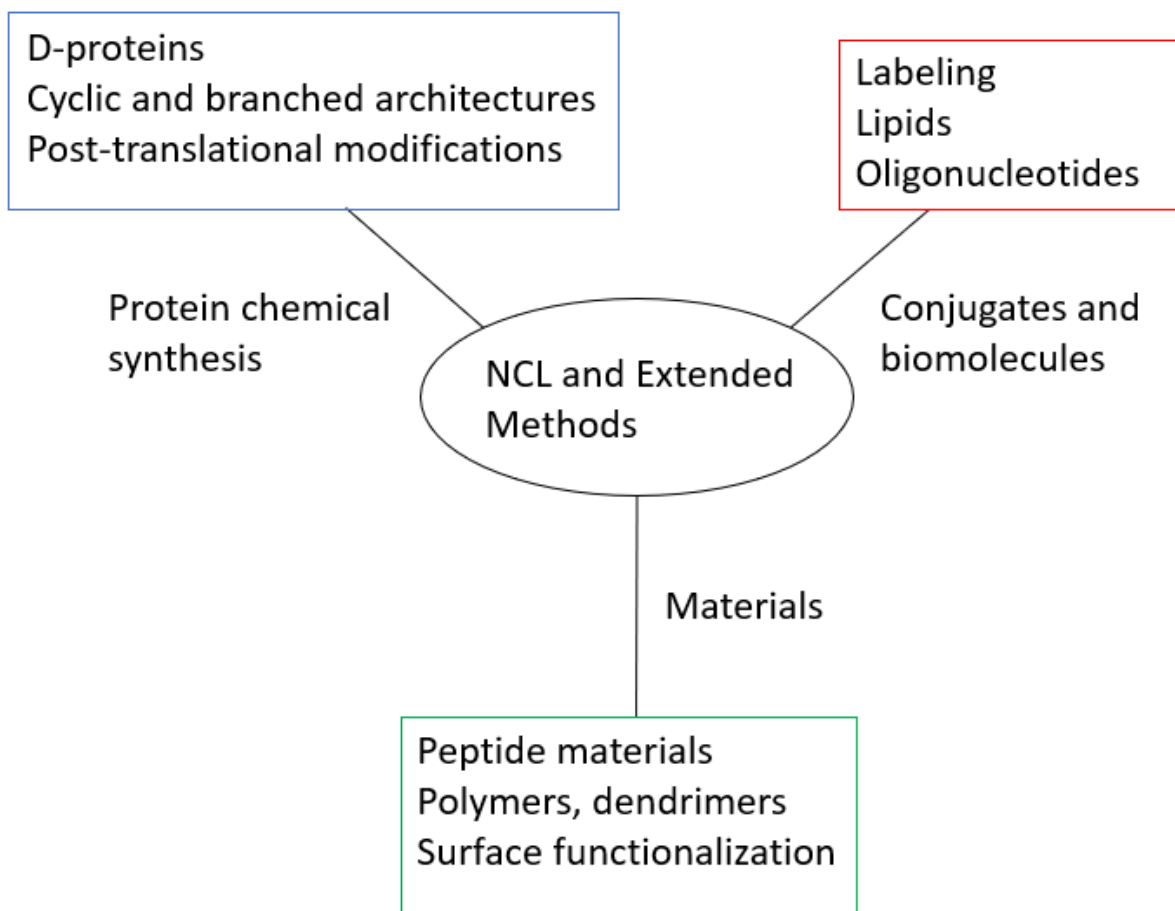 D-proteins
Cyclic and branched architectures
Post-translational modifications
Labeling
Lipids
Oligonucleotides
Protein chemical
synthesis
Conjugates and
biomolecules
NCL and Extended
Methods
Materials
Peptide materials
Polymers, dendrimers
Surface functionalization